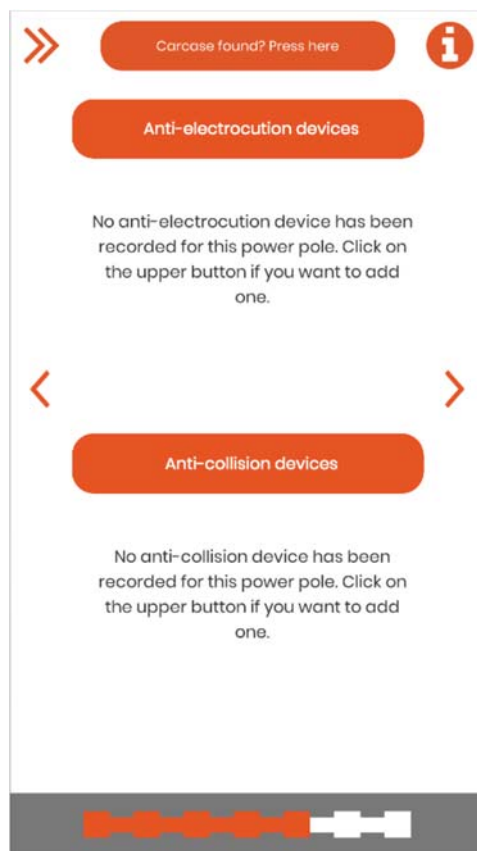 Carcase found? Press here
i
Anti-electrocution devices
No anti-electrocution device has been
recorded for this power pole. Click on
the upper button if you want to add
one.
Anti-collision devices
No anti-collision device has been
recorded for this power pole. Click on
the upper button if you want to add
one.